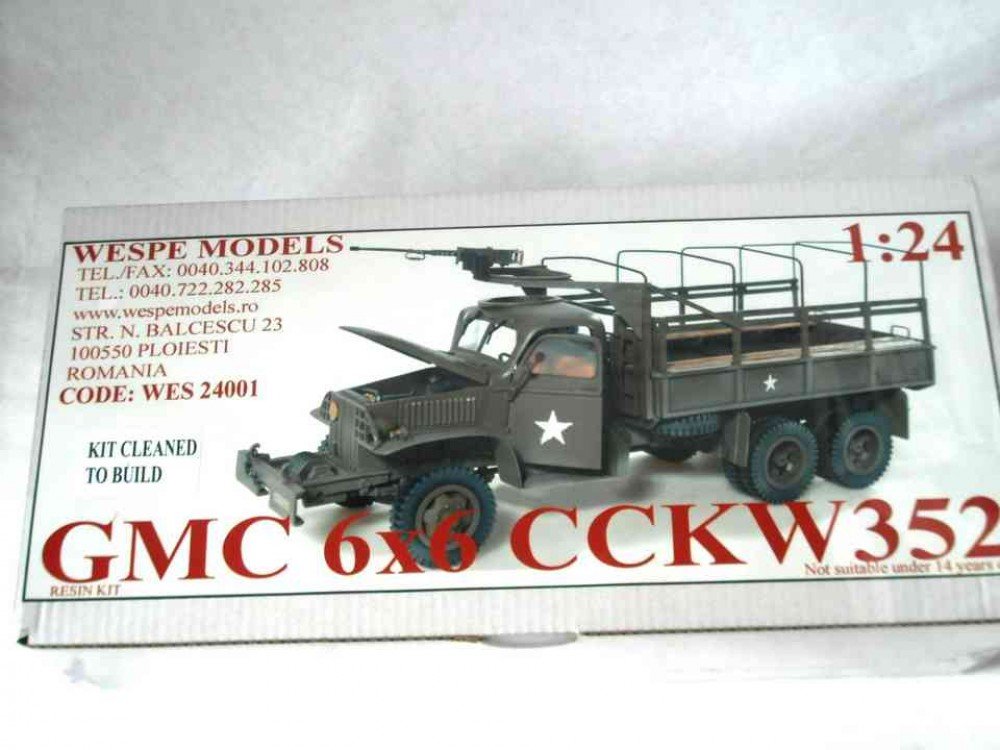 WESPE MODELS
TEL./FAX: 0040.344.102.808
TEL.: 0040.722.282.285
www.wespemodels.ro
STR. N. BALCESCU 23
100550 PLOIESTI
ROMANIA
CODE: WES 24001
1:24
KIT CLEANED
TO BUILD
GMC 6x6 CCKW352
RESIN KIT
Not suitable under 14 years